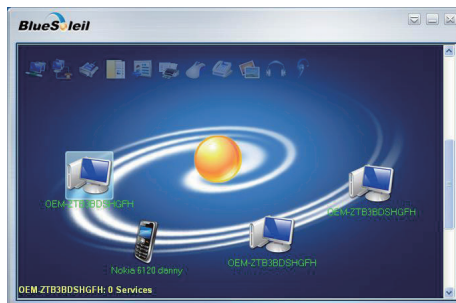 BlueSoleil
OEM-ZTB3BDSHGFH
OEM-ZTB3BDSHGFH
Nokia 6120 danny
OEM-ZTB3BDSHGFH
OEM-ZTB3BDSHGFH: 0 Services